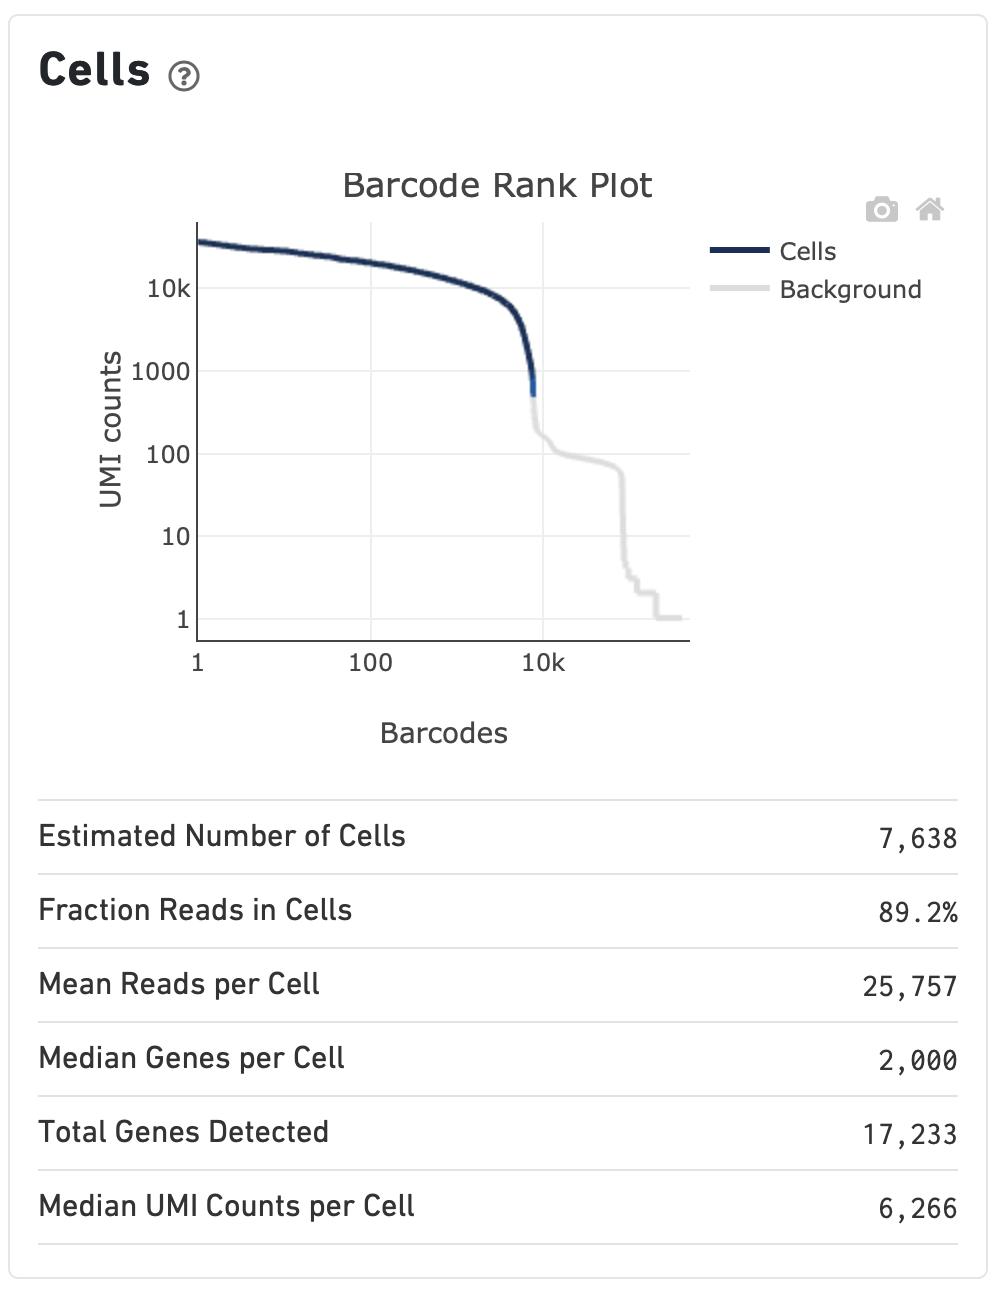 Cells ?
Barcode Rank Plot
Cells
Background
UMI counts
10k
1000
100
10
1
1 100 10k
Barcodes
Estimated Number of Cells 7,638
Fraction Reads in Cells 89.2%
Mean Reads per Cell 25,757
Median Genes per Cell 2,000
Total Genes Detected 17,233
Median UMI Counts per Cell 6,266